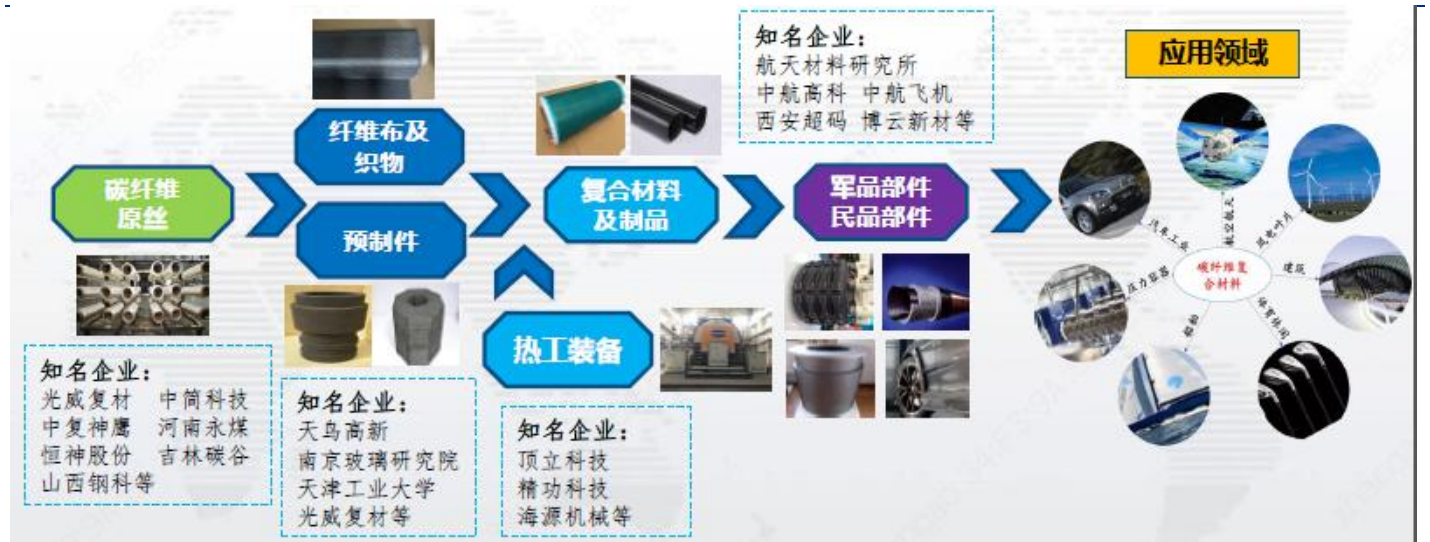 碳纤维
原丝
知名企业：
光威复材 中简科技
中复神鹰 河南永煤
恒神股份 吉林碳谷
山西钢科等
纤维布及
织物
预制件
知名企业：
天鸟高新
南京玻璃研究院
天津工业大学
光威复材等
复合材料
及制品
热工装备
知名企业：
顶立科技
精功科技
海源机械等
知名企业：
航天材料研究所
中航高科 中航飞机
西安超码 博云新材等
军品部件
民品部件
应用领域
航空航天
风电叶片
建筑
体育休闲
船舶
压力容器
汽车工业
碳纤维复
合材料